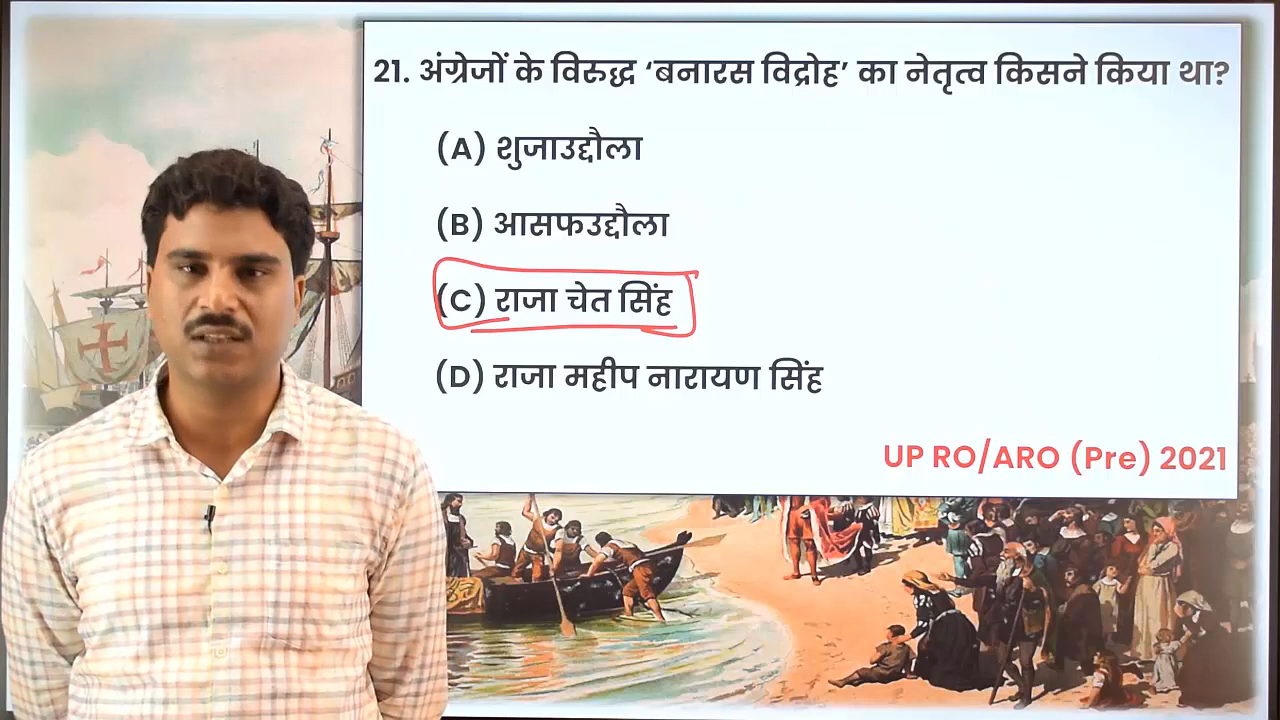 21. अंग्रेजों के विरुद्ध ‘बनारस विद्रोह’ का नेतृत्व किसने किया था?
(A) शुजाउद्दौला
(B) आसफउद्दौला
(C) राजा चेत सिंह
(D) राजा महीप नारायण सिंह
UP RO/ARO (Pre) 2021